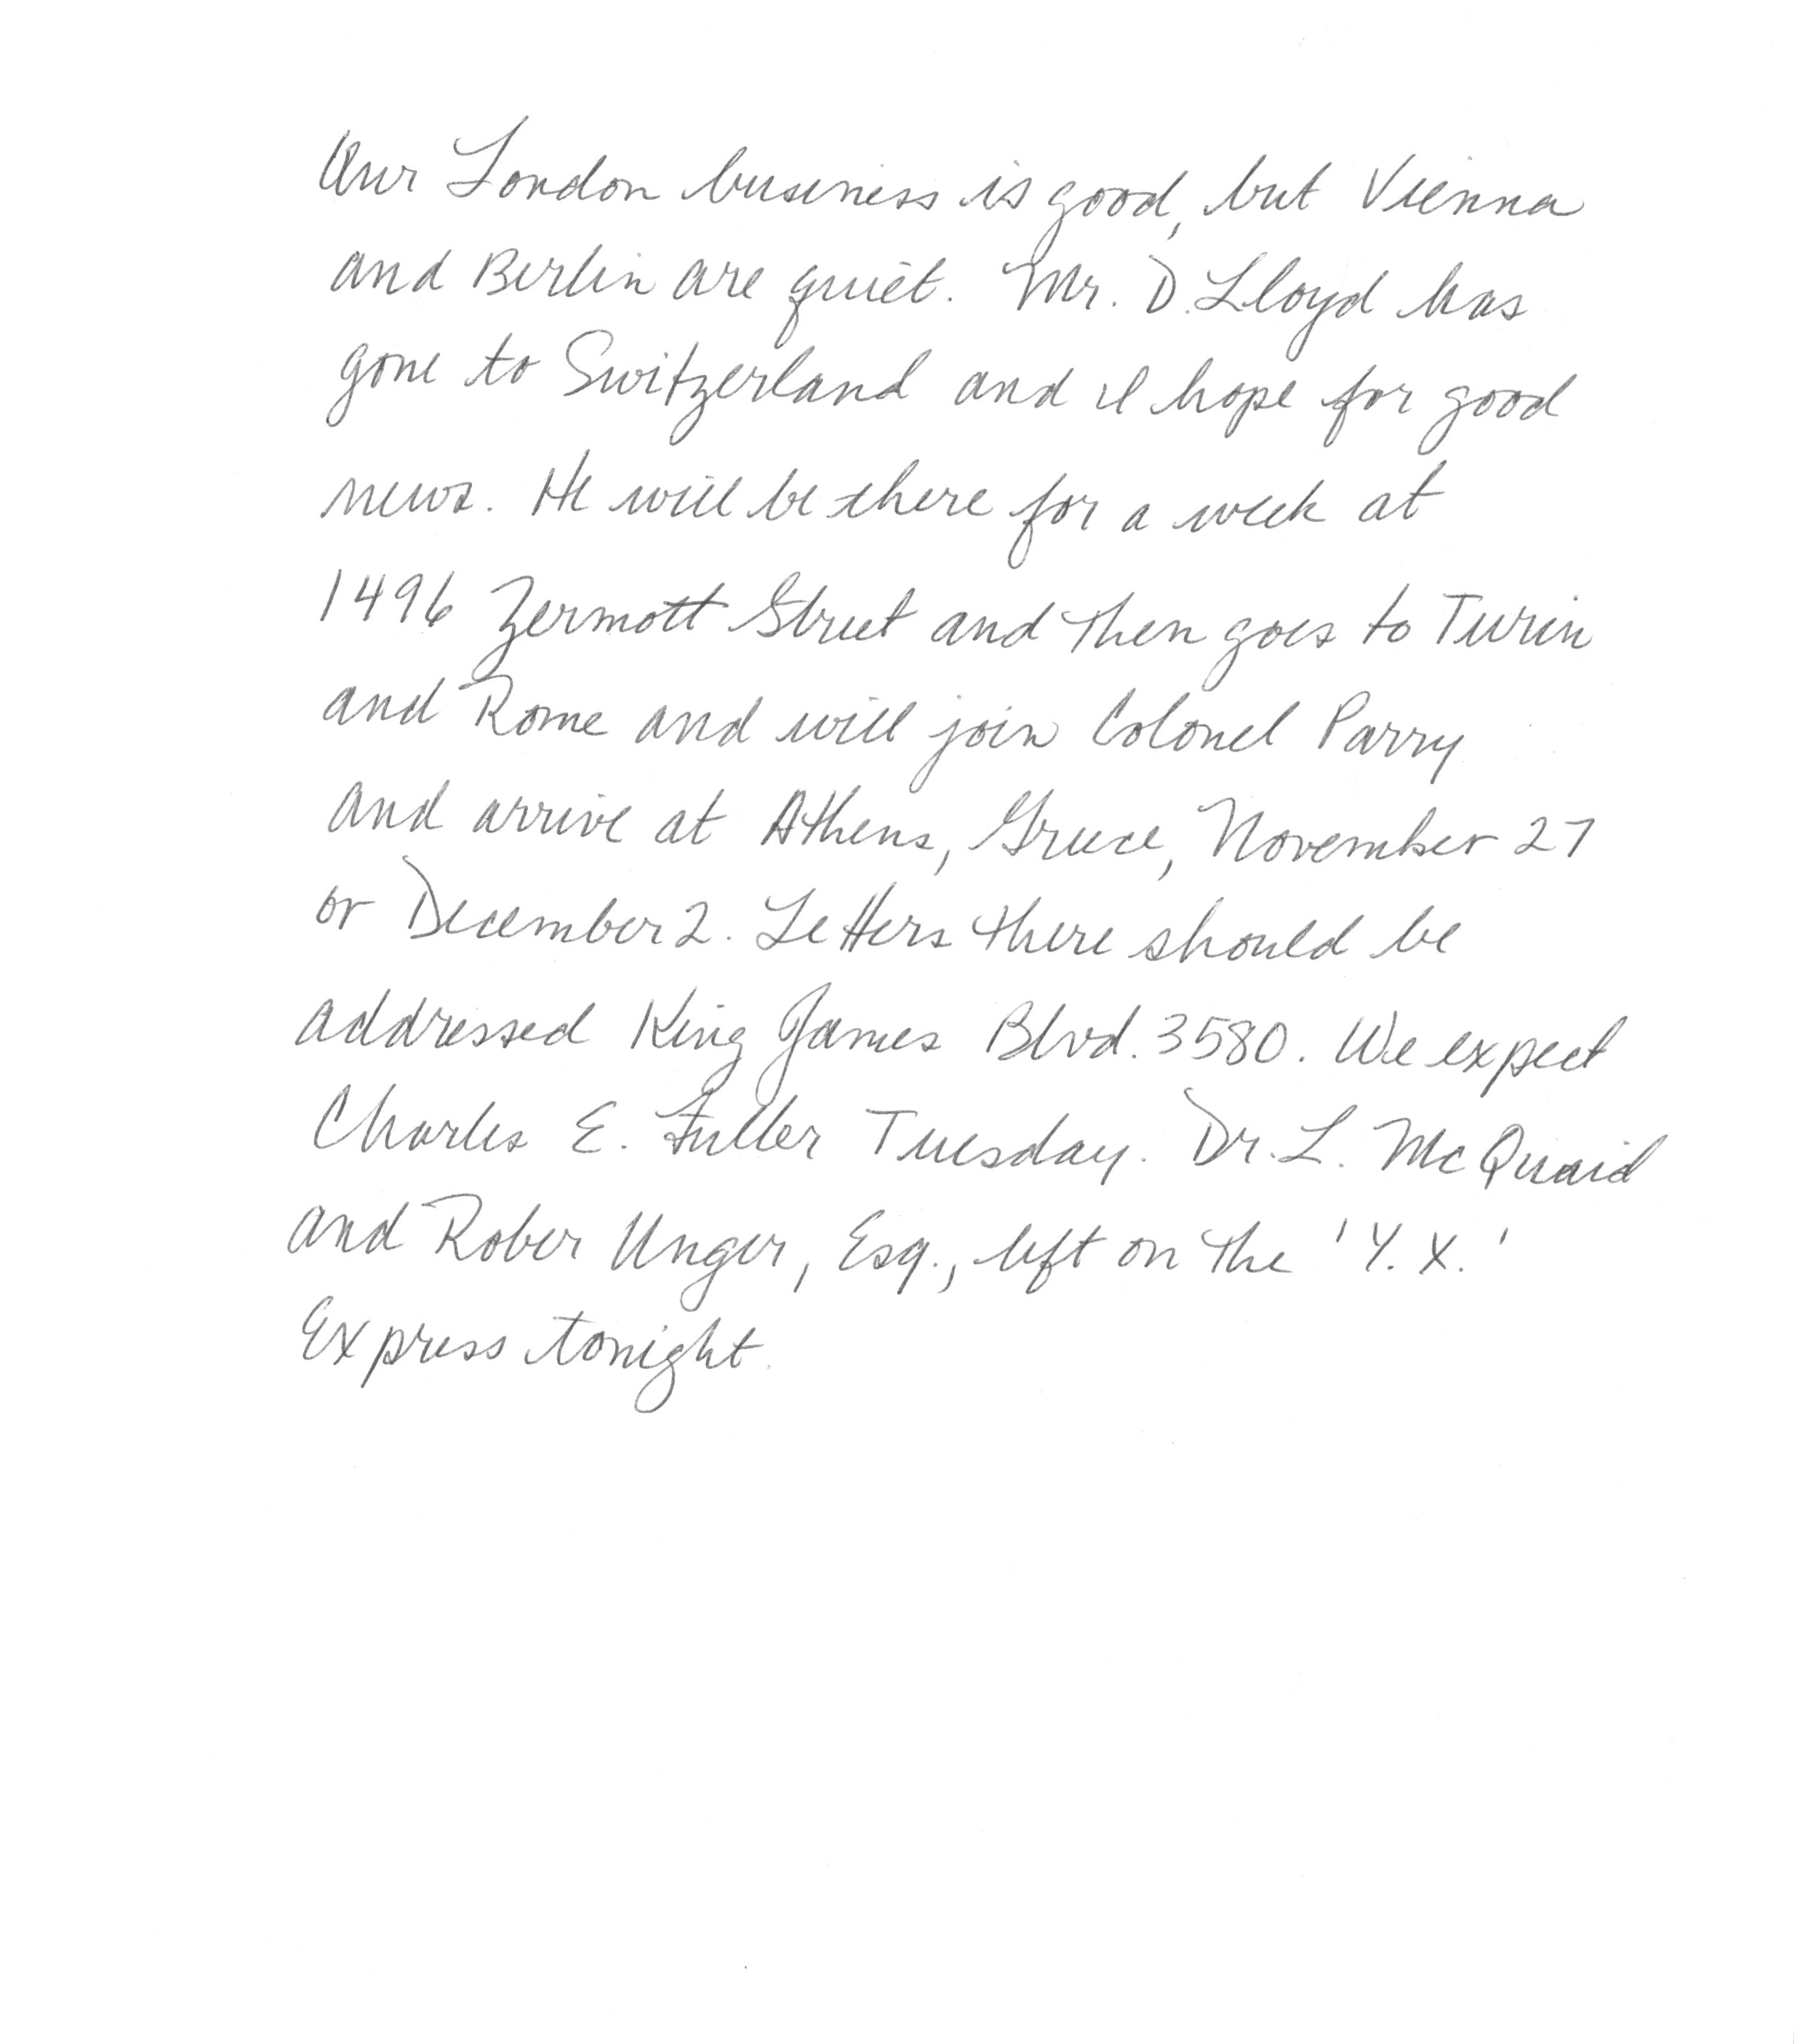 Our London business is good, but Vienna
and Berlin are quiet. Mr. D. Lloyd has
gone to Switzerland and I hope for good
news. He will be there for a week at
1496 Zermott Street and then goes to Turin
and Rome and will join Colonel Parry
and arrive at Athens, Greece, November 27
or December 2. Letters there should be
addressed King James Blvd. 3580. We expect
Charles E. Fuller Tuesday. Dr. L. McQuaid
and Rober Unger, Esq., left on the 'Y. X.'
Express tonight.